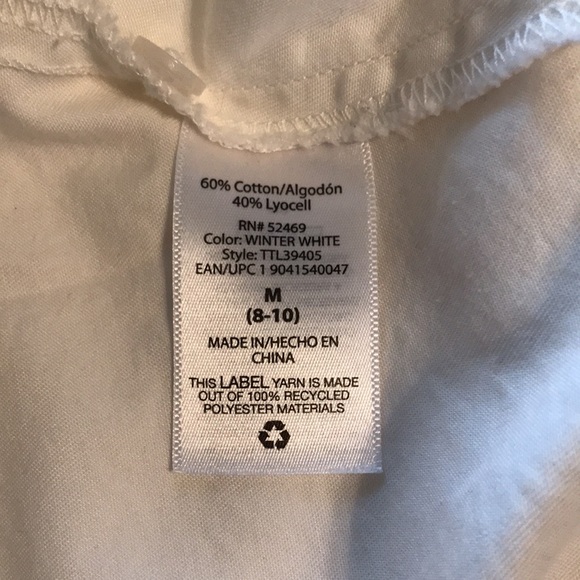 60% Cotton/Algodón
40% Lyocell
RN# 52469
Color: WINTER WHITE
Style: TTL39405
EAN/UPC 1 9041540047
M
(8-10)
MADE IN/HECHO EN
CHINA
THIS LABEL YARN IS MADE
OUT OF 100% RECYCLED
POLYESTER MATERIALS